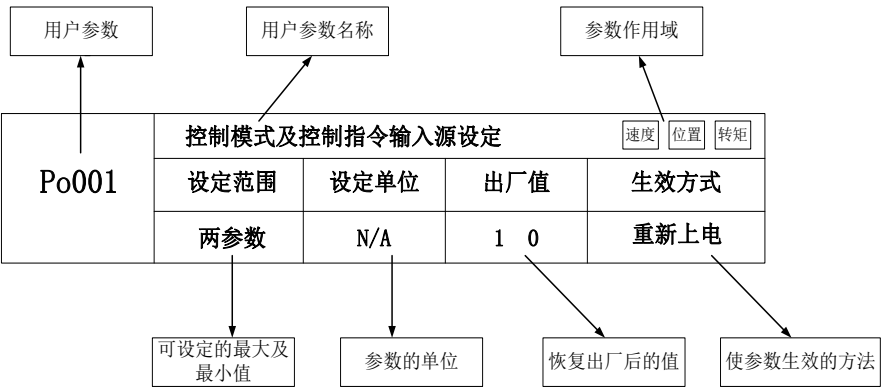 用户参数
用户参数名称
参数作用域
控制模式及控制指令输入源设定
速度 位置 转矩
Po001
设定范围 设定单位 出厂值 生效方式
两参数 N/A 1 0 重新上电
可设定的最大及
最小值
参数的单位
恢复出厂后的值
使参数生效的方法